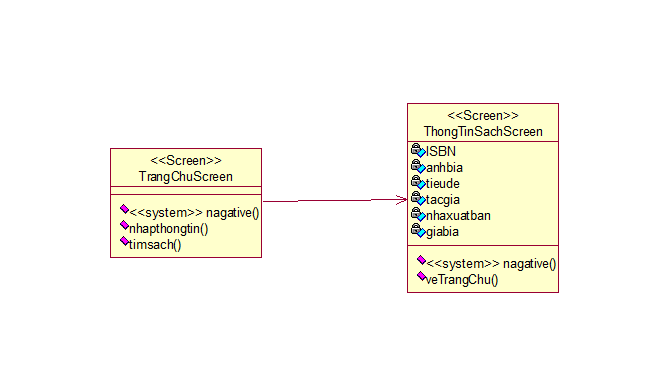 <<Screen>>
TrangChuScreen
<<system>> nagative()
nhapthongtin()
timsach()
<<Screen>>
ThongTinSachScreen
ISBN
anhbia
tieude
tacgia
nhaxuatban
giabia
<<system>> nagative()
veTrangChu()